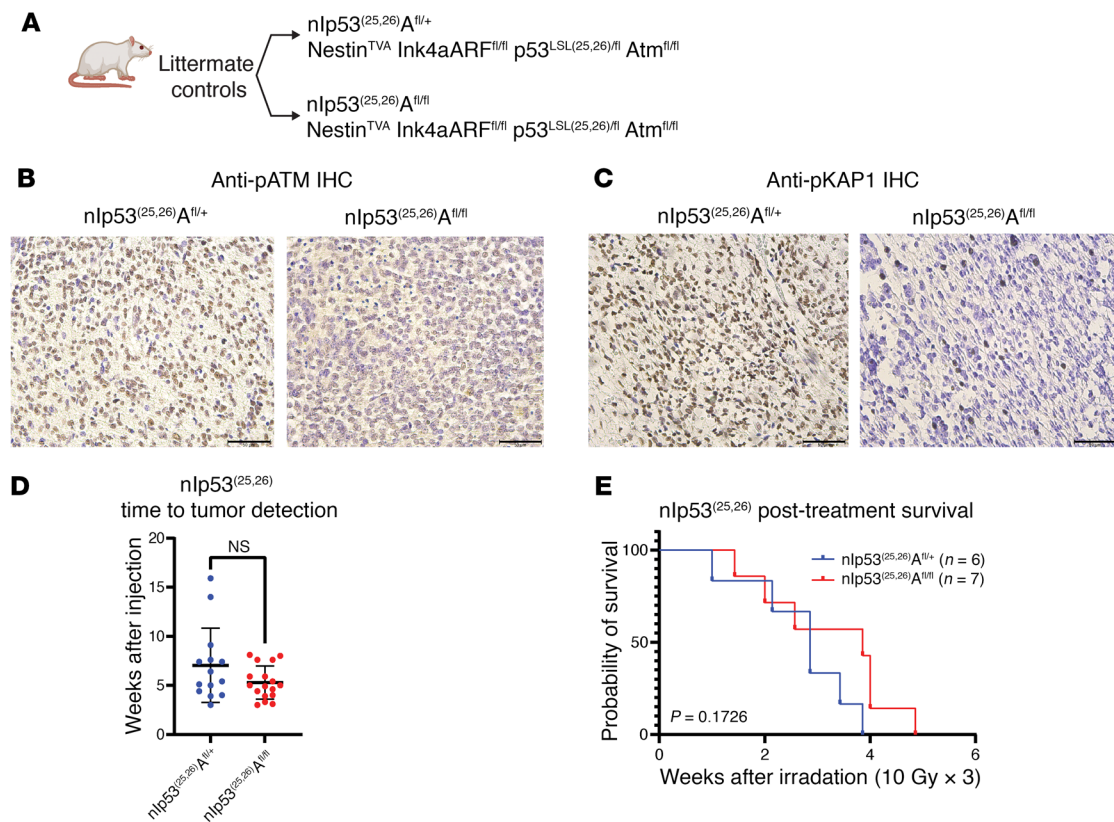 A
Littermate
controls
nIp53(25,26)Afl/+
NestinTVA Ink4aARFfl/fl p53LSL(25,26)/fl Atmfl/fl
nIp53(25,26)Afl/fl
NestinTVA Ink4aARFfl/fl p53LSL(25,26)/fl Atmfl/fl
B
Anti-pATM IHC
nIp53(25,26)Afl/+
nIp53(25,26)Afl/fl
C
Anti-pKAP1 IHC
nIp53(25,26)Afl/+
nIp53(25,26)Afl/fl
D
nIp53(25,26)
time to tumor detection
NS
Weeks after injection
20
15
10
5
0
nIp53(25,26)Afl/+
nIp53(25,26)Afl/fl
E
nIp53(25,26) post-treatment survival
nIp53(25,26)Afl/+ (n = 6)
nIp53(25,26)Afl/fl (n = 7)
Probability of survival
100
50
0
P = 0.1726
0 2 4 6
Weeks after irradation (10 Gy × 3)